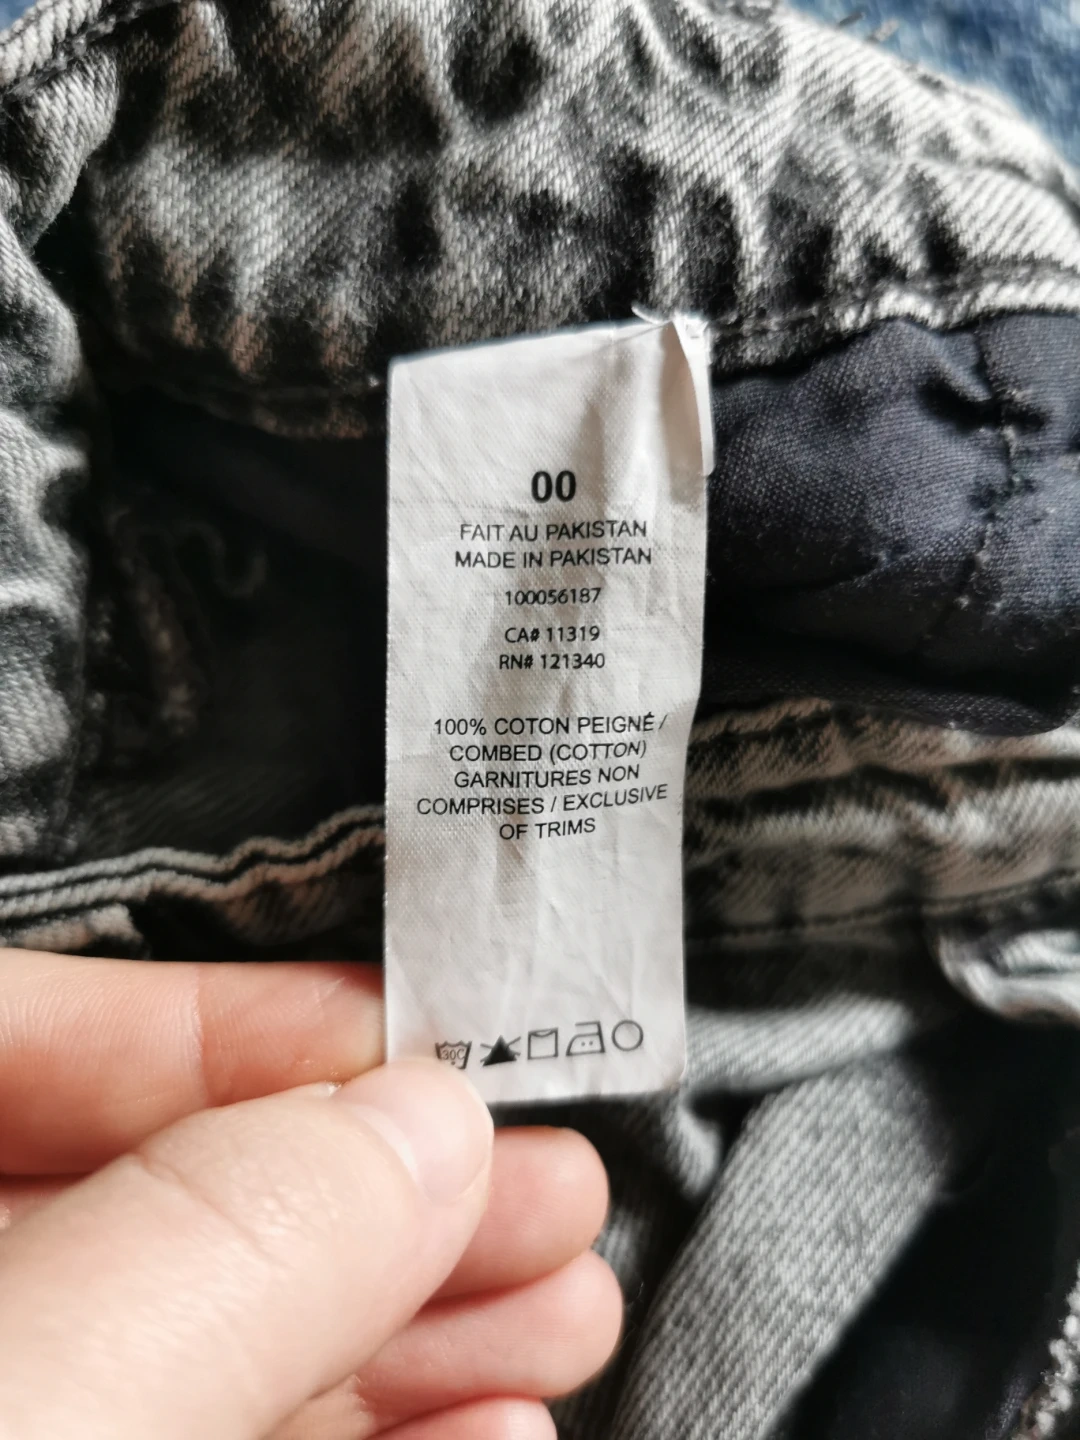 00
FAIT AU PAKISTAN
MADE IN PAKISTAN
100056187
CA# 11319
RN# 121340
100% COTON PEIGNÉ /
COMBED (COTTON)
GARNITURES NON
COMPRISES / EXCLUSIVE
OF TRIMS
30C